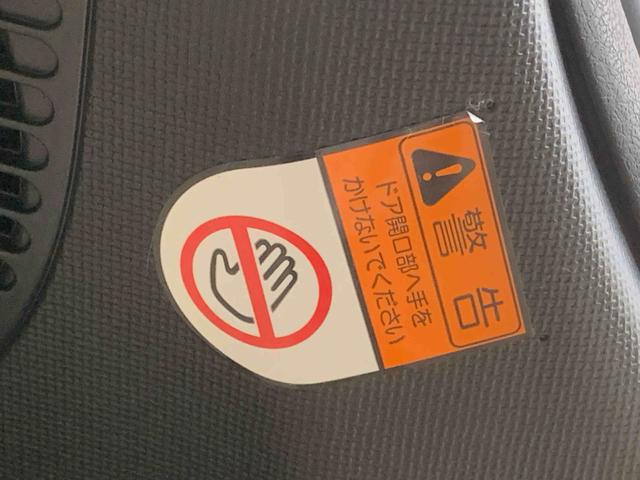 警告
ドア開口部へ手を
かけないでください